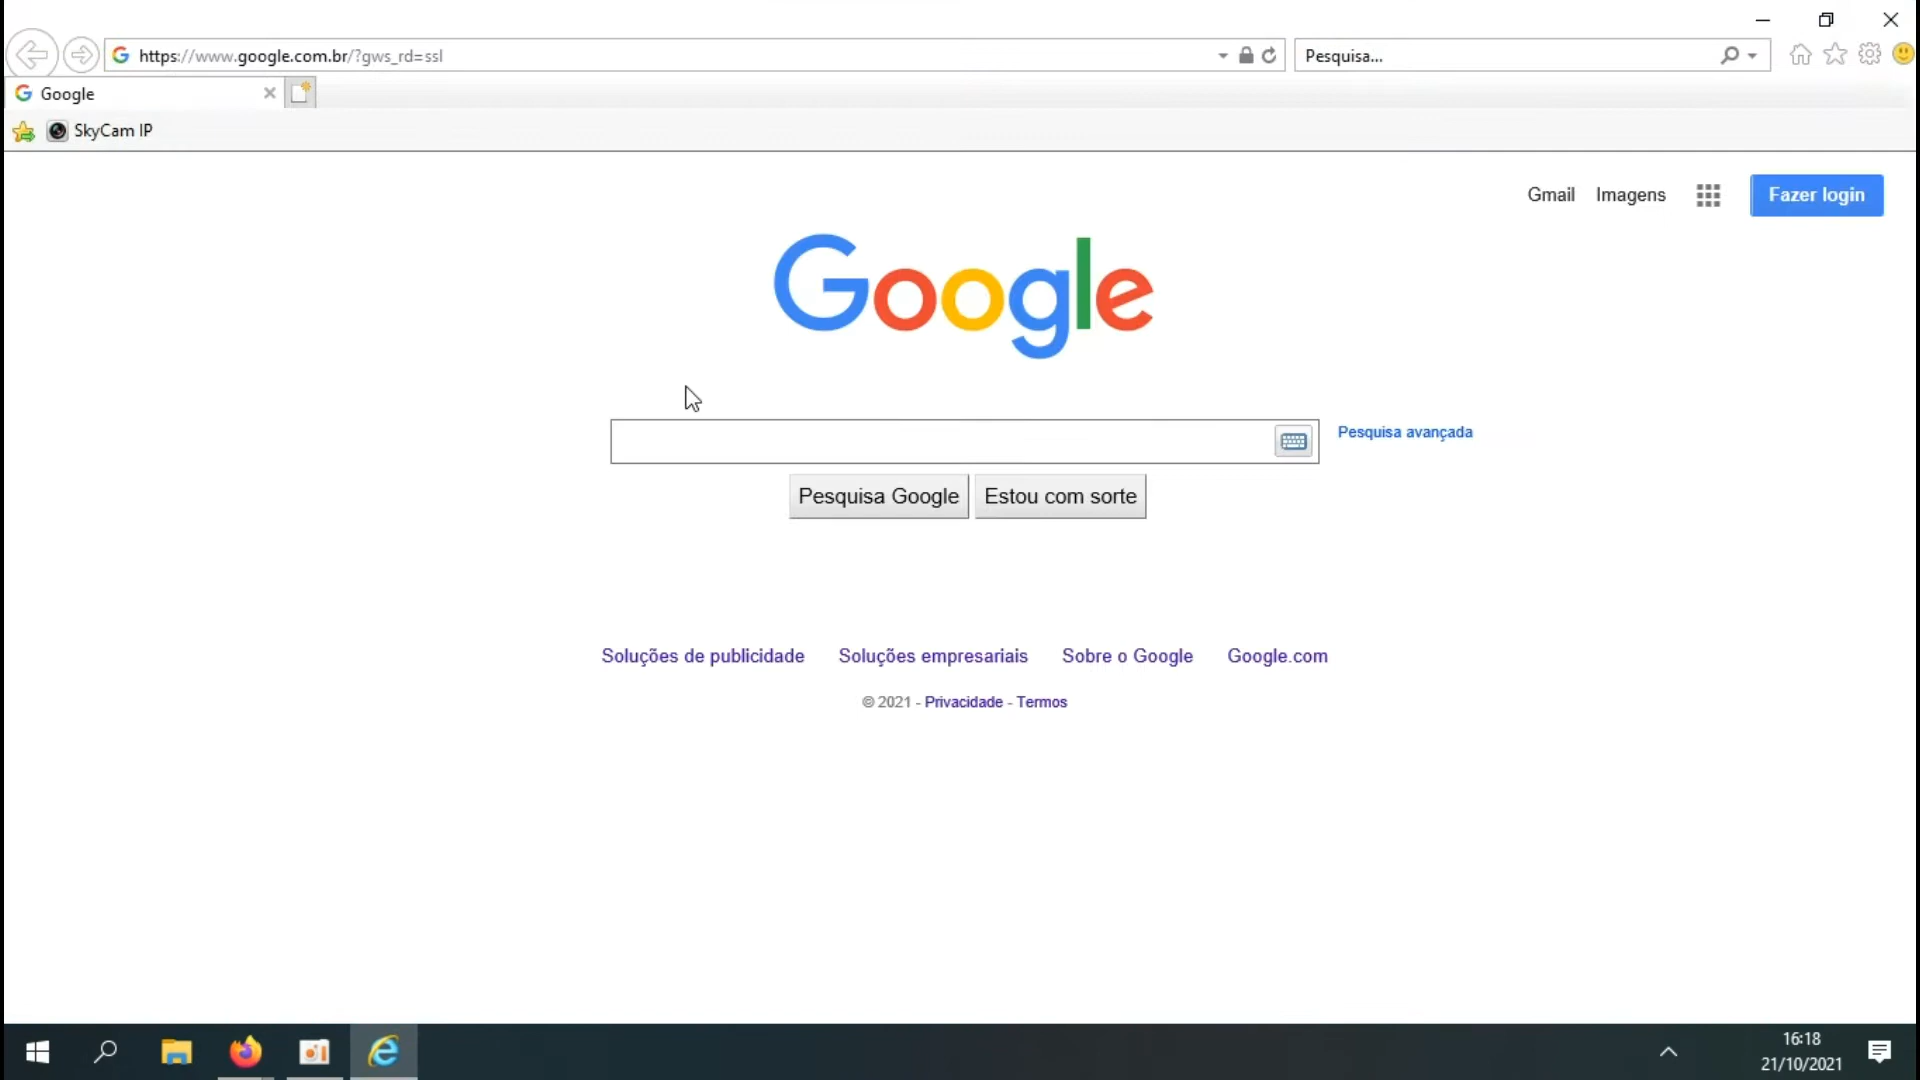 https://www.google.com.br/?gws_rd=ssl
Pesquisa...
Google
SkyCam IP
Gmail Imagens Fazer login
Google
Pesquisa avançada
Pesquisa Google Estou com sorte
Soluções de publicidade Soluções empresariais Sobre o Google Google.com
© 2021 - Privacidade - Termos
16:18
21/10/2021